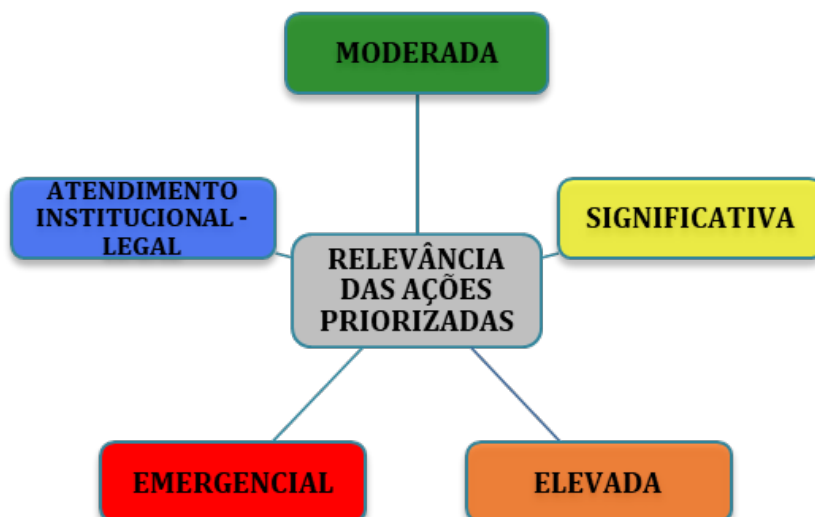 MODERADA
ATENDIMENTO
INSTITUCIONAL -
LEGAL
SIGNIFICATIVA
RELEVÂNCIA
DAS AÇÕES
PRIORIZADAS
EMERGENCIAL
ELEVADA